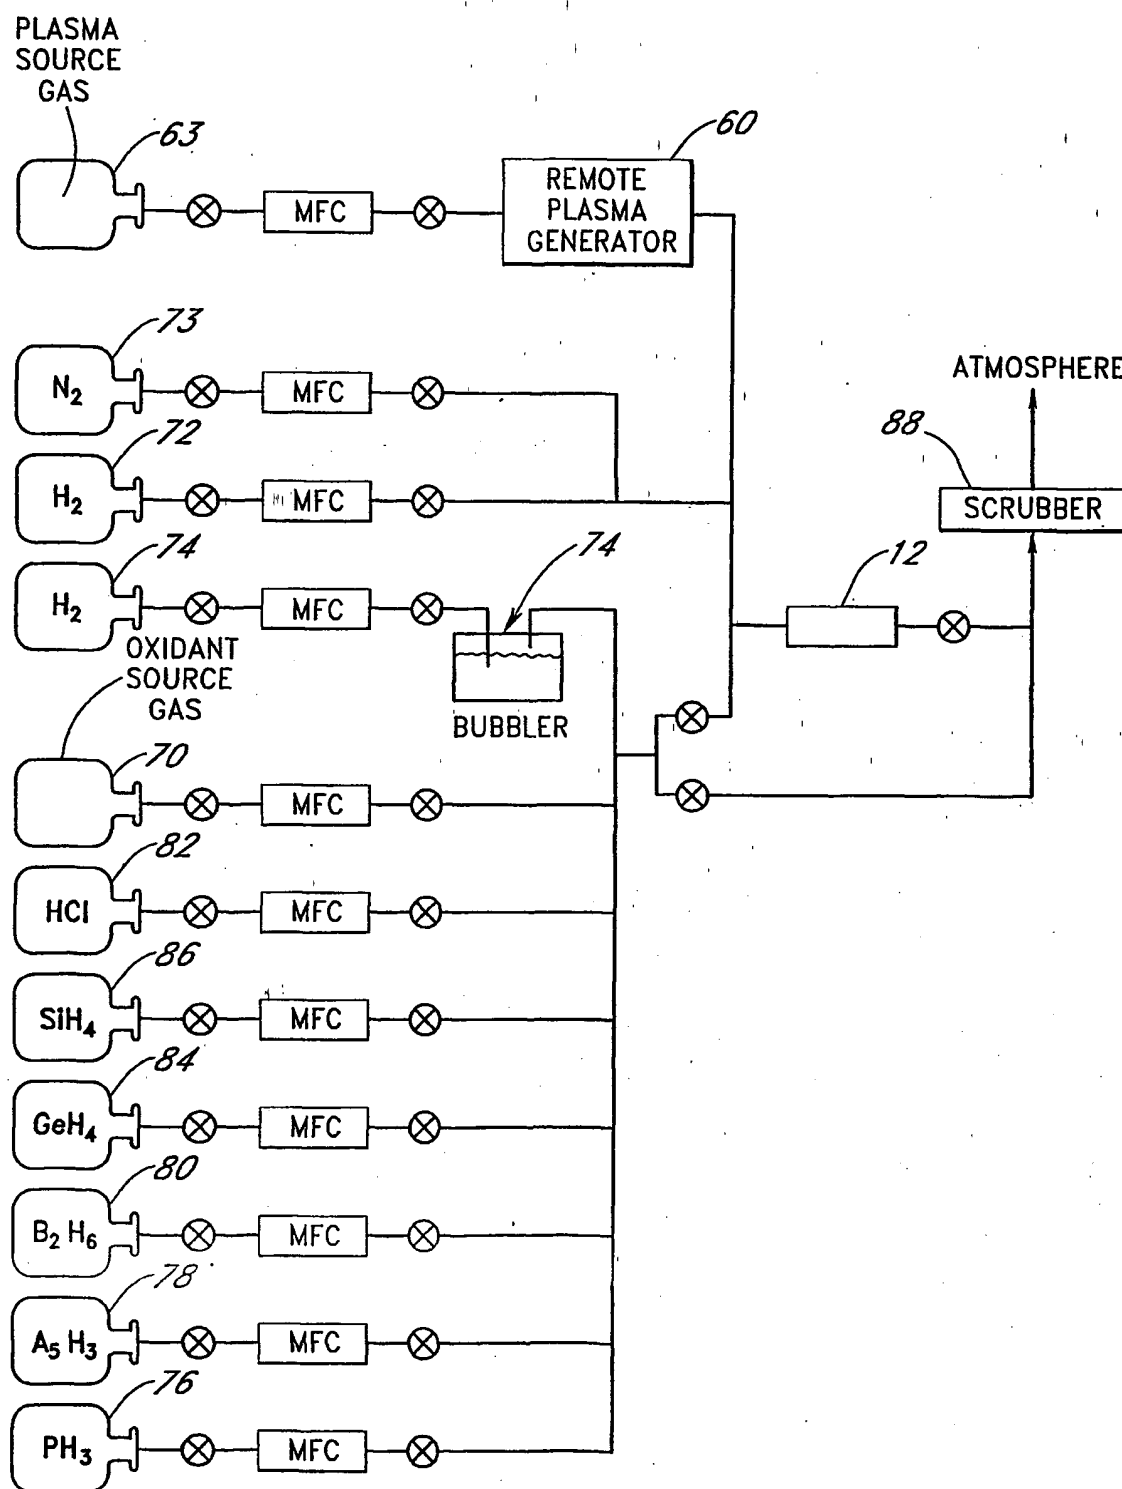 PLASMA
SOURCE
GAS
63
60
MFC
REMOTE
PLASMA
GENERATOR
73
N2
MFC
ATMOSPHERE
72
88
H2
MFC
SCRUBBER
74
74
12
H2
MFC
OXIDANT
SOURCE
GAS
BUBBLER
70
MFC
82
HCl
MFC
86
SiH4
MFC
84
GeH4
MFC
80
B2 H6
MFC
78
A5 H3
MFC
76
PH3
MFC